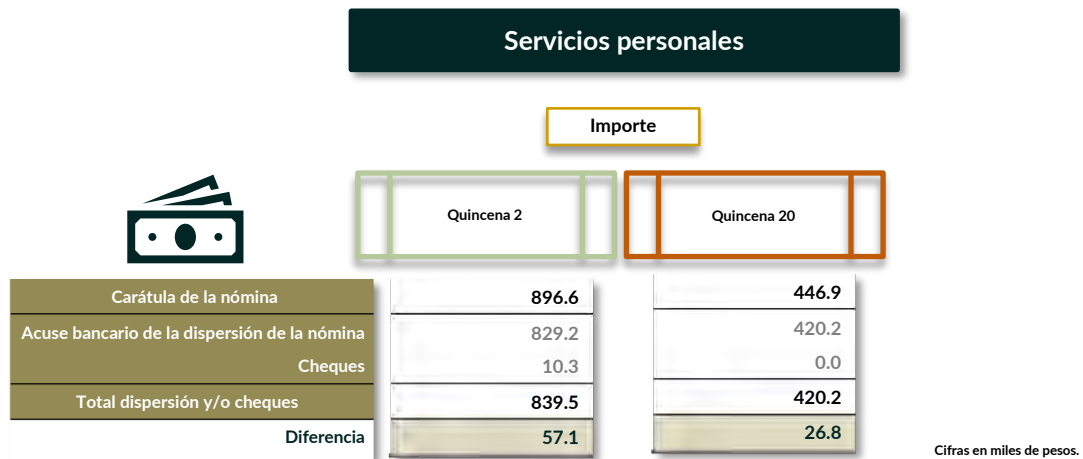 Servicios personales
Importe
Quincena 2
Quincena 20
Carátula de la nómina 896.6 446.9
Acuse bancario de la dispersión de la nómina 829.2 420.2
Cheques 10.3 0.0
Total dispersión y/o cheques 839.5 420.2
Diferencia 57.1 26.8
Cifras en miles de pesos.